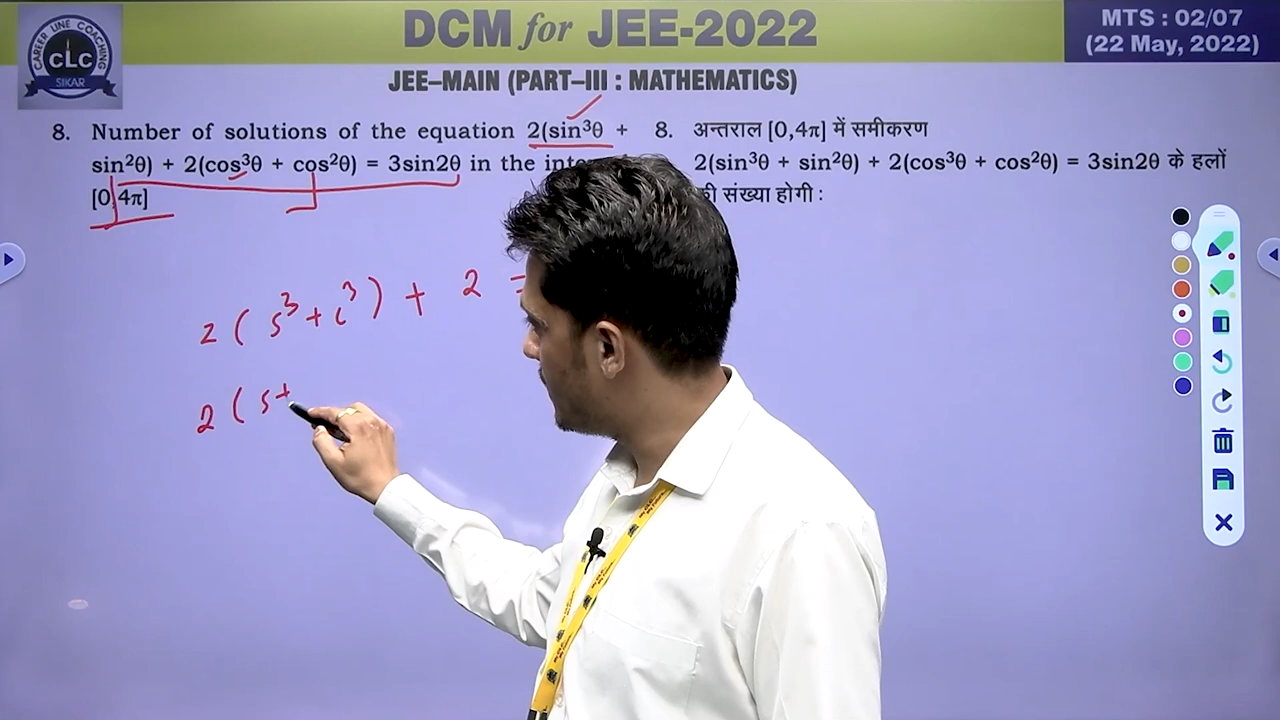 DCM for JEE-2022
MTS : 02/07
(22 May, 2022)
CAREER LINE COACHING
CLC
SIKAR
JEE–MAIN (PART–III : MATHEMATICS)
8. Number of solutions of the equation 2(sin³θ +
sin²θ) + 2(cos³θ + cos²θ) = 3sin2θ in the
[0,4π]
8. अन्तराल [0,4π] में समीकरण
2(sin³θ + sin²θ) + 2(cos³θ + cos²θ) = 3sin2θ के हलों
की संख्या होगी :
2 ( s³ + c³ ) + 2 =
2 ( s +